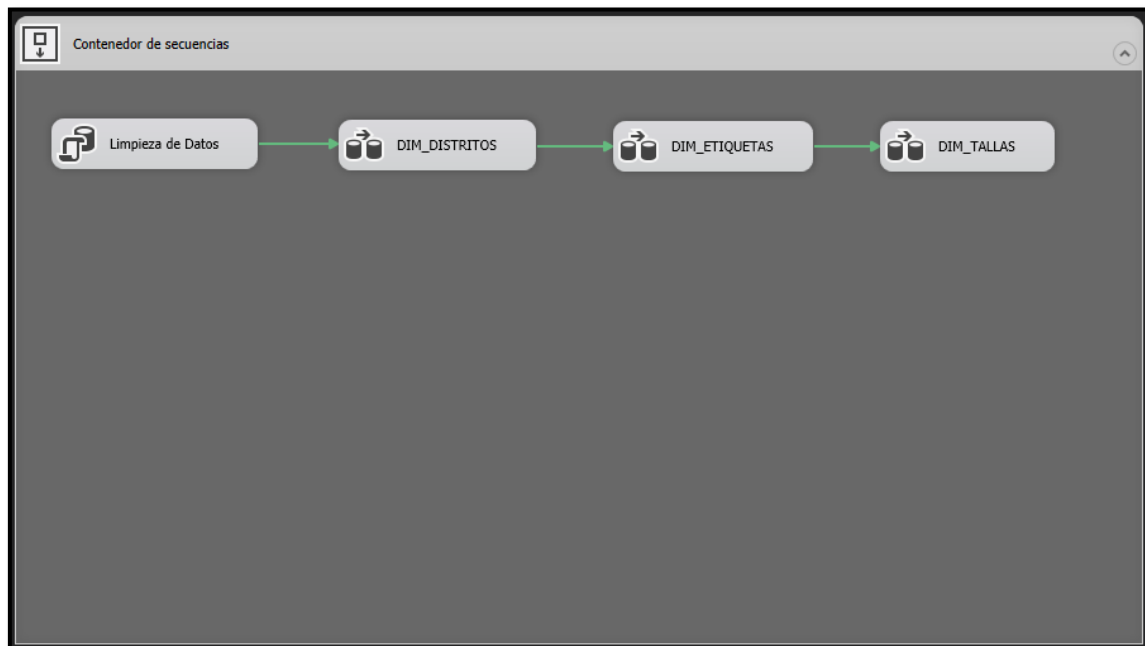 Contenedor de secuencias
Limpieza de Datos
DIM_DISTRITOS
DIM_ETIQUETAS
DIM_TALLAS